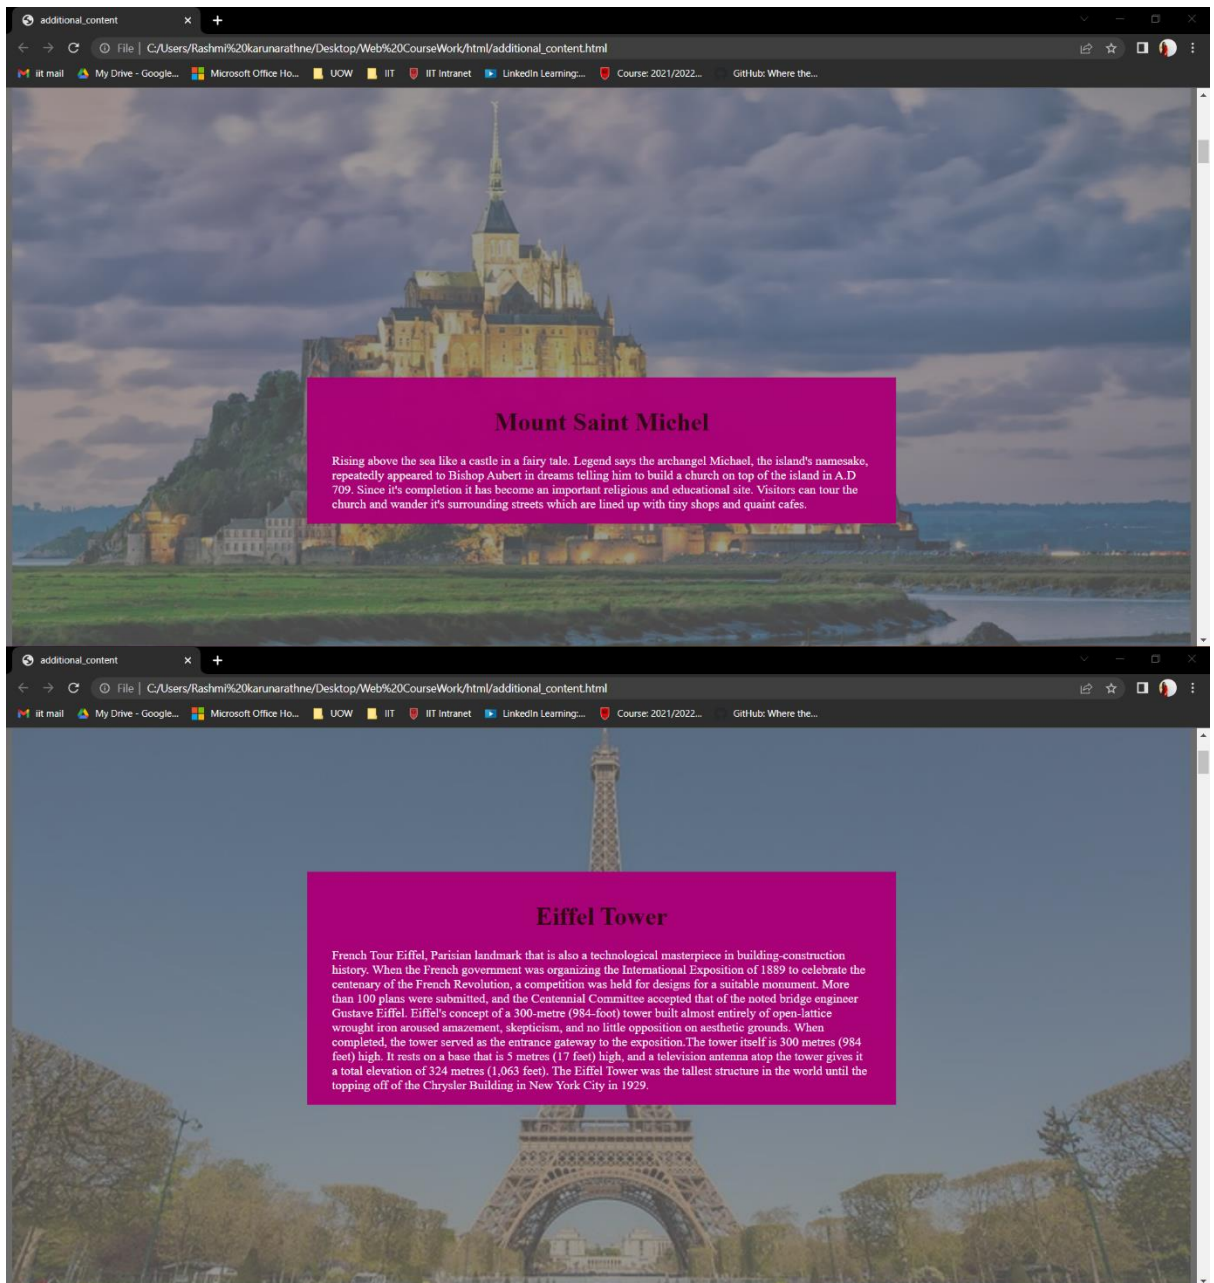 additional_content
File | C:/Users/Rashmi%20karunarathne/Desktop/Web%20CourseWork/html/additional_content.html
iit mail My Drive - Google... Microsoft Office Ho... UOW IIT IIT Intranet LinkedIn Learning:... Course: 2021/2022... GitHub: Where the...
Mount Saint Michel
Rising above the sea like a castle in a fairy tale. Legend says the archangel Michael, the island's namesake,
repeatedly appeared to Bishop Aubert in dreams telling him to build a church on top of the island in A.D
709. Since it's completion it has become an important religious and educational site. Visitors can tour the
church and wander it's surrounding streets which are lined up with tiny shops and quaint cafes.
additional_content
File | C:/Users/Rashmi%20karunarathne/Desktop/Web%20CourseWork/html/additional_content.html
iit mail My Drive - Google... Microsoft Office Ho... UOW IIT IIT Intranet LinkedIn Learning:... Course: 2021/2022... GitHub: Where the...
Eiffel Tower
French Tour Eiffel, Parisian landmark that is also a technological masterpiece in building-construction
history. When the French government was organizing the International Exposition of 1889 to celebrate the
centenary of the French Revolution, a competition was held for designs for a suitable monument. More
than 100 plans were submitted, and the Centennial Committee accepted that of the noted bridge engineer
Gustave Eiffel. Eiffel's concept of a 300-metre (984-foot) tower built almost entirely of open-lattice
wrought iron aroused amazement, skepticism, and no little opposition on aesthetic grounds. When
completed, the tower served as the entrance gateway to the exposition.The tower itself is 300 metres (984
feet) high. It rests on a base that is 5 metres (17 feet) high, and a television antenna atop the tower gives it
a total elevation of 324 metres (1,063 feet). The Eiffel Tower was the tallest structure in the world until the
topping off of the Chrysler Building in New York City in 1929.